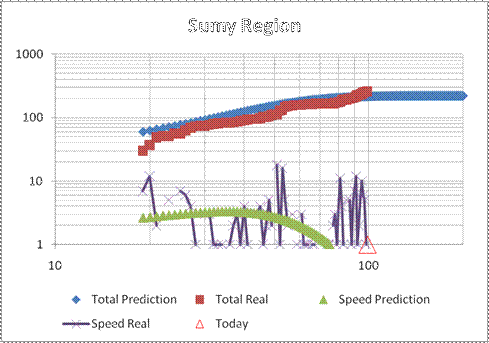 Sumy Region
1000
100
10
1
10
100
Total Prediction
Total Real
Speed Prediction
Speed Real
Today